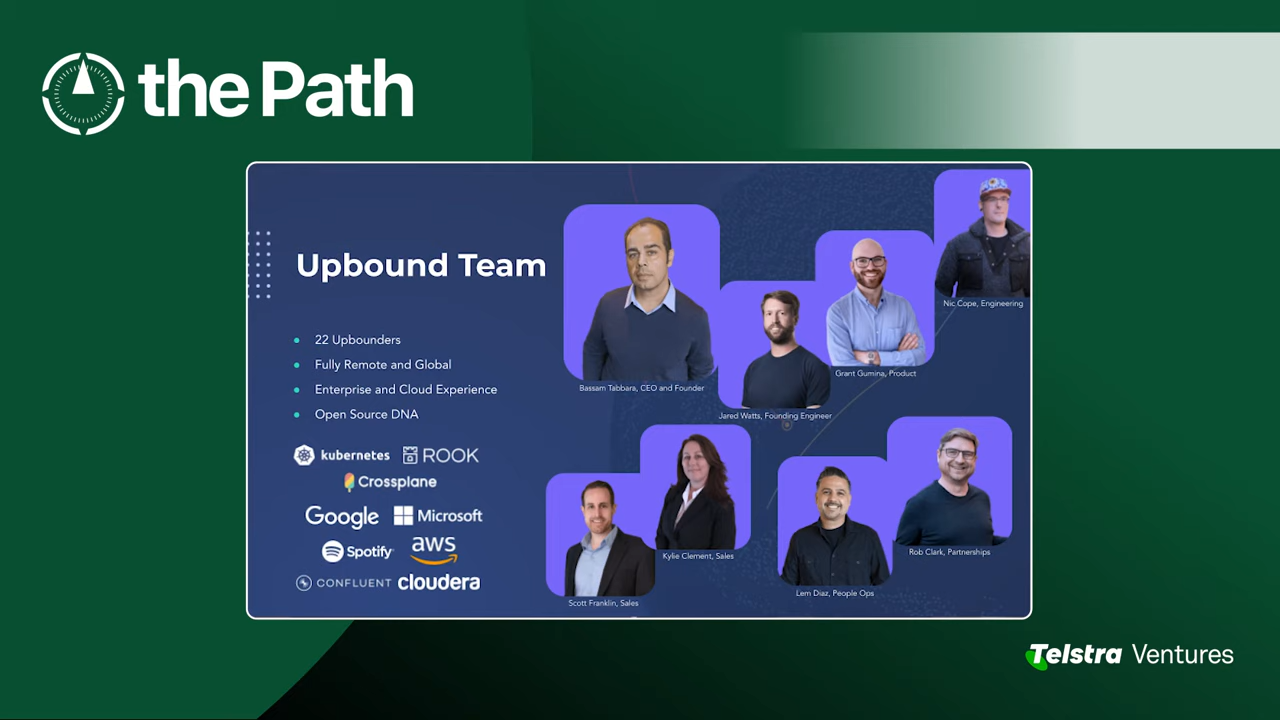 the Path
Upbound Team
22 Upbounders
Fully Remote and Global
Enterprise and Cloud Experience
Open Source DNA
kubernetes ROOK
Crossplane
Google Microsoft
Spotify aws
CONFLUENT cloudera
Nic Cope, Engineering
Grant Gumina, Product
Bassam Tabbara, CEO and Founder
Jared Watts, Founding Engineer
Rob Clark, Partnerships
Kylie Clement, Sales
Lem Diaz, People Ops
Scott Franklin, Sales
Telstra Ventures